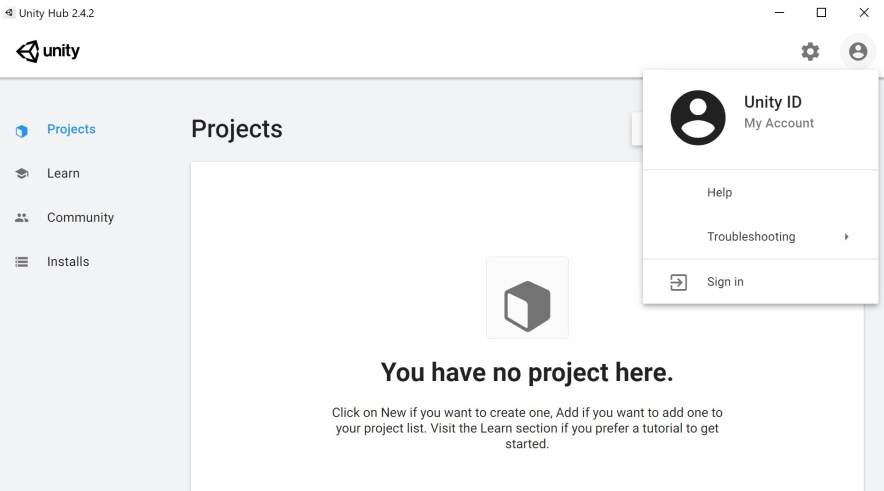 Unity Hub 2.4.2
unity
Unity ID
My Account
Projects
Projects
Learn
Help
Community
Troubleshooting
Installs
Sign in
You have no project here.
Click on New if you want to create one, Add if you want to add one to
your project list. Visit the Learn section if you prefer a tutorial to get
started.